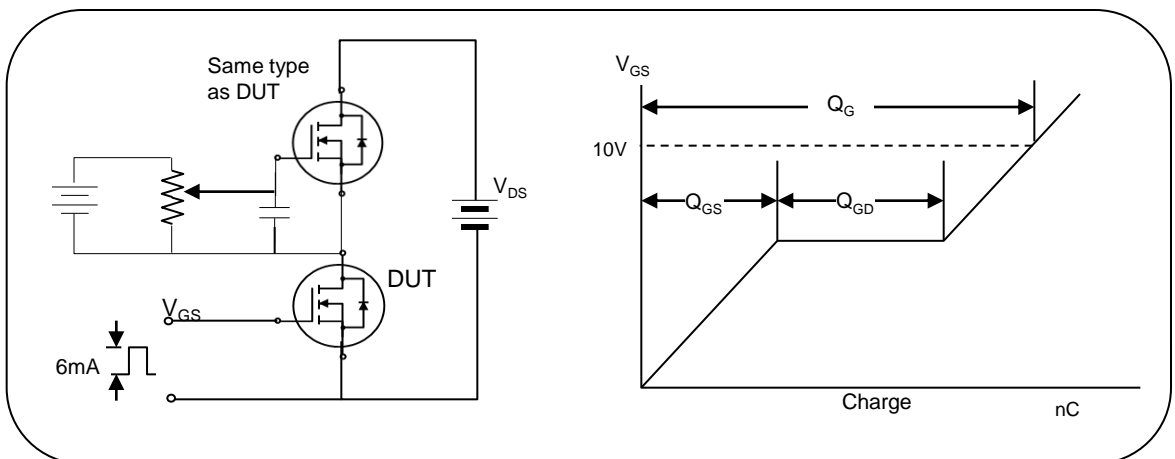 Same type
as DUT
V_DS
DUT
V_GS
6mA
V_GS
Q_G
10V
Q_GS
Q_GD
Charge
nC